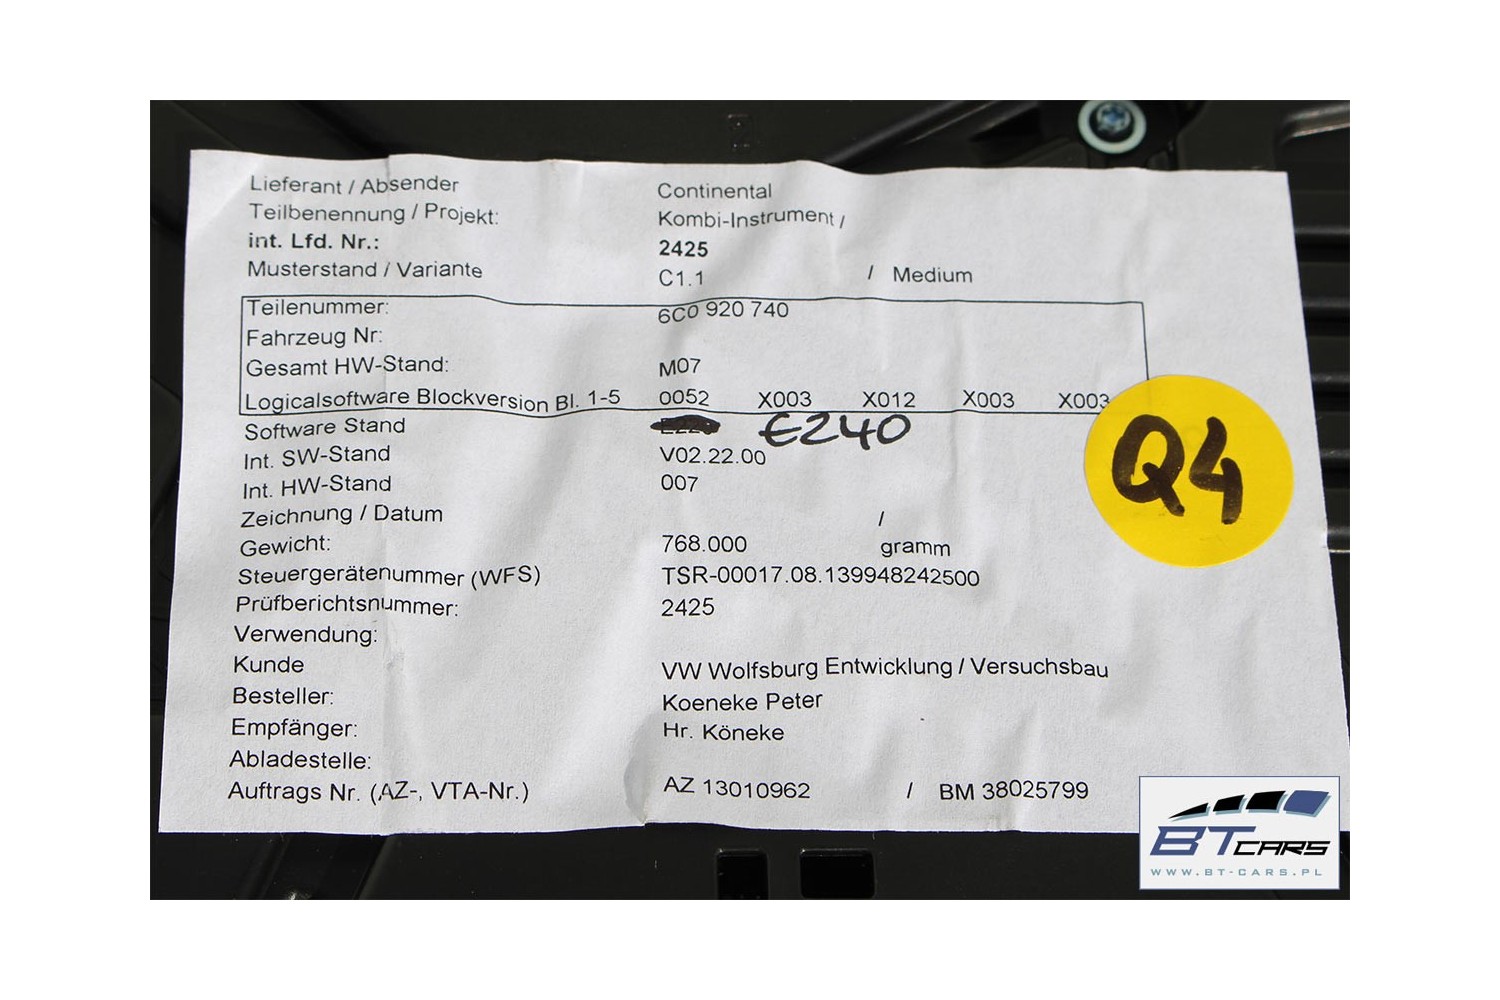 Lieferant / Absender Continental
Teilbenennung / Projekt: Kombi-Instrument /
int. Lfd. Nr.: 2425
Musterstand / Variante C1.1 / Medium
Teilenummer: 6C0 920 740
Fahrzeug Nr:
Gesamt HW-Stand: M07
Logicalsoftware Blockversion Bl. 1-5 0052 X003 X012 X003 X003
Software Stand E240
Int. SW-Stand V02.22.00
Int. HW-Stand 007
Zeichnung / Datum /
Gewicht: 768.000 gramm
Steuergerätenummer (WFS) TSR-00017.08.139948242500
Prüfberichtsnummer: 2425
Verwendung:
Kunde VW Wolfsburg Entwicklung / Versuchsbau
Besteller: Koeneke Peter
Empfänger: Hr. Köneke
Abladestelle:
Auftrags Nr. (AZ-, VTA-Nr.) AZ 13010962 / BM 38025799
Q4
BT CARS
WWW.BT-CARS.PL